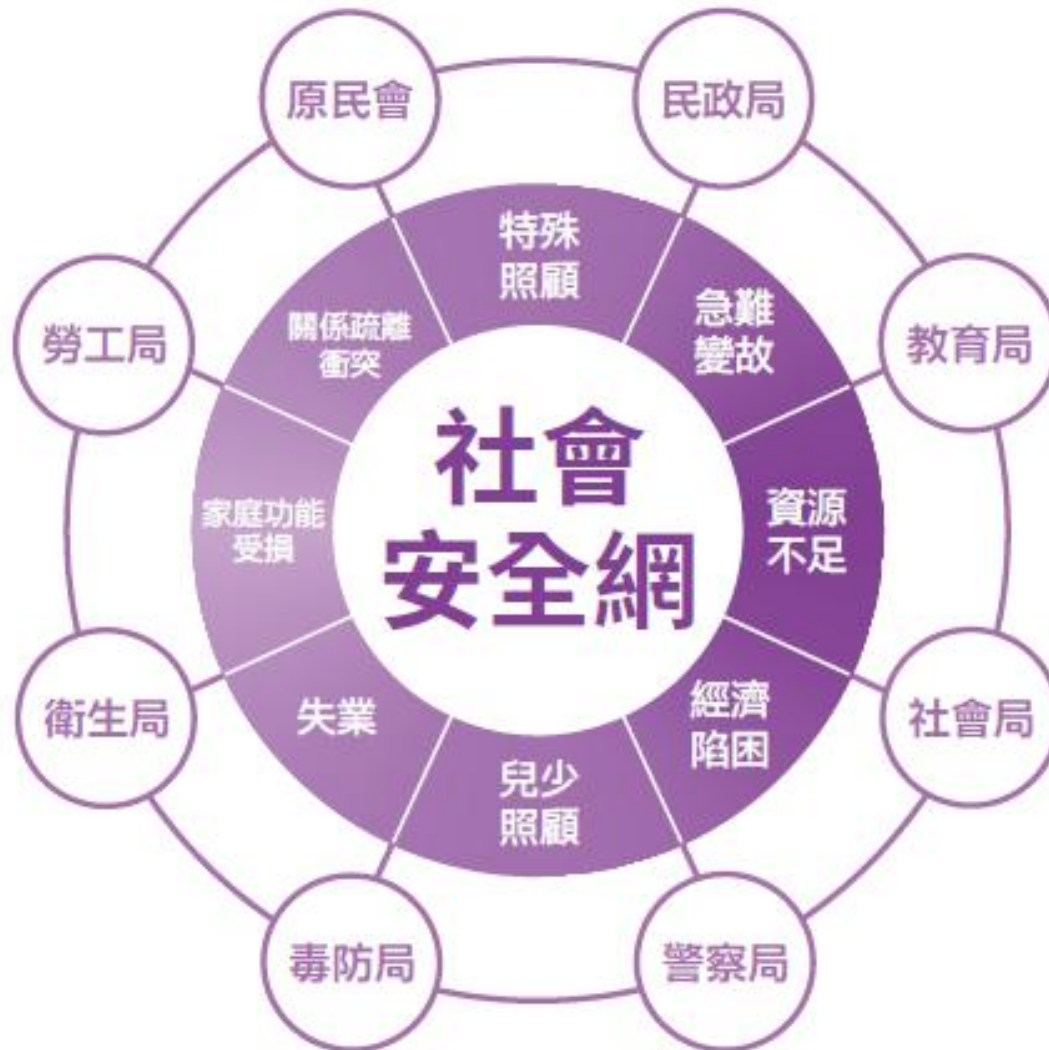 原民會
民政局
特殊
照顧
關係疏離
衝突
急難
變故
勞工局
教育局
社會
安全網
家庭功能
受損
資源
不足
衛生局
失業
經濟
陷困
社會局
兒少
照顧
毒防局
警察局